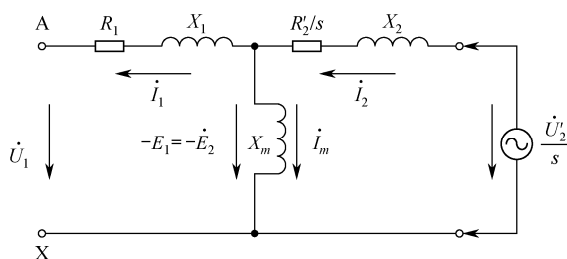 A R₁ X₁ R′₂/s X₂
İ₁ İ₂
U̇₁ −E₁=−Ė₂ Xₘ İₘ U̇′₂/s
X